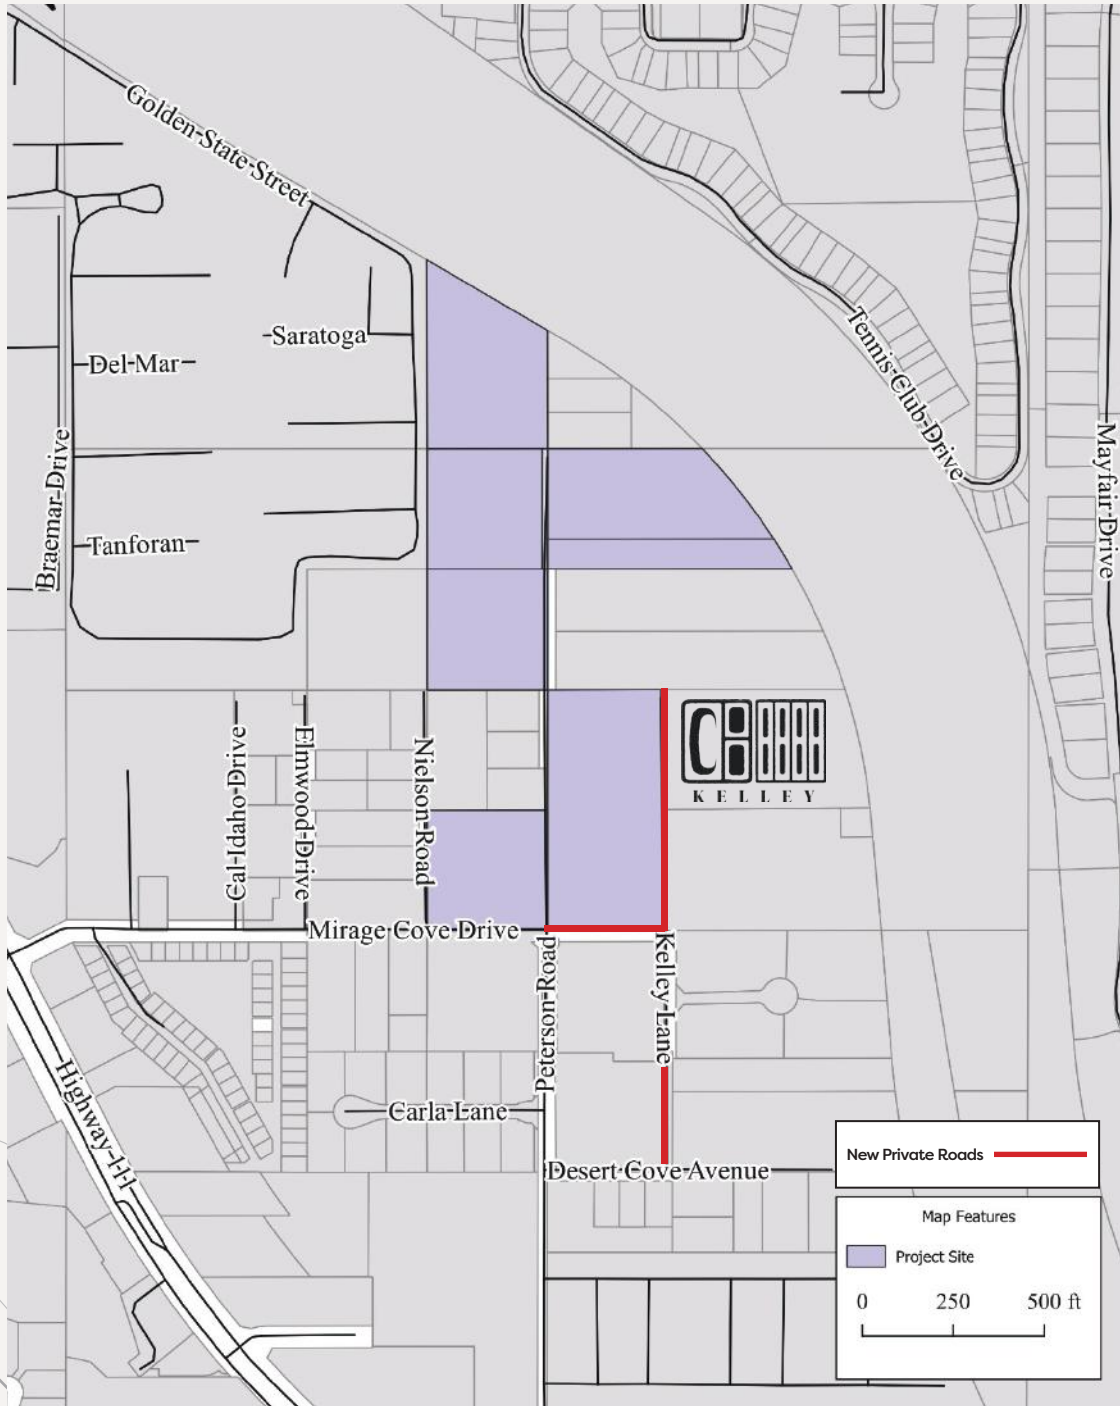 Golden State Street
Saratoga
Del Mar
Tennis Club Drive
Mayfair Drive
Braemar Drive
Tanforan
Cal Idaho Drive
Elmwood Drive
Nielson Road
KELLEY
Mirage Cove Drive
Peterson Road
Kelley Lane
Highway 111
Carla Lane
Desert Cove Avenue
New Private Roads
Map Features
Project Site
0 250 500 ft